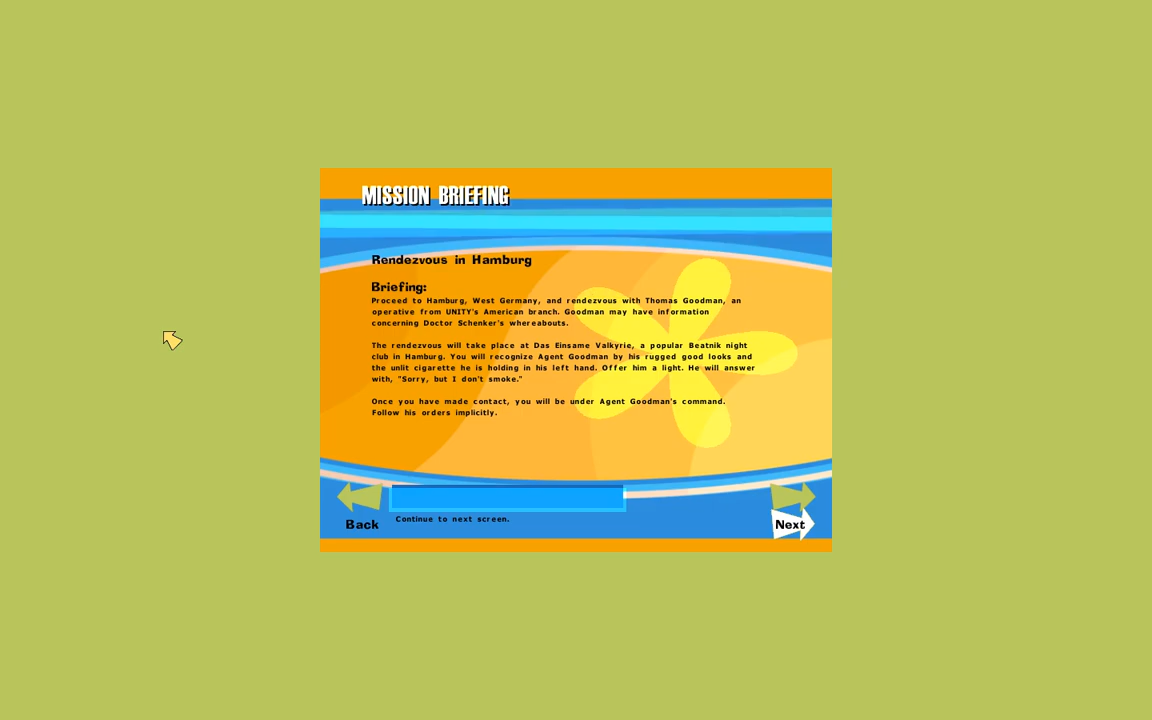 MISSION BRIEFING
Rendezvous in Hamburg
Briefing:
Proceed to Hamburg, West Germany, and rendezvous with Thomas Goodman, an
operative from UNITY's American branch. Goodman may have information
concerning Doctor Schenker's whereabouts.
The rendezvous will take place at Das Einsame Valkyrie, a popular Beatnik night
club in Hamburg. You will recognize Agent Goodman by his rugged good looks and
the unlit cigarette he is holding in his left hand. Offer him a light. He will answer
with, "Sorry, but I don't smoke."
Once you have made contact, you will be under Agent Goodman's command.
Follow his orders implicitly.
Back
Continue to next screen.
Next